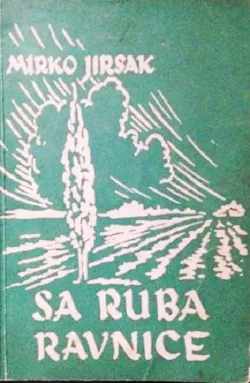 MIRKO JIRSAK
SA RUBA
RAVNICE